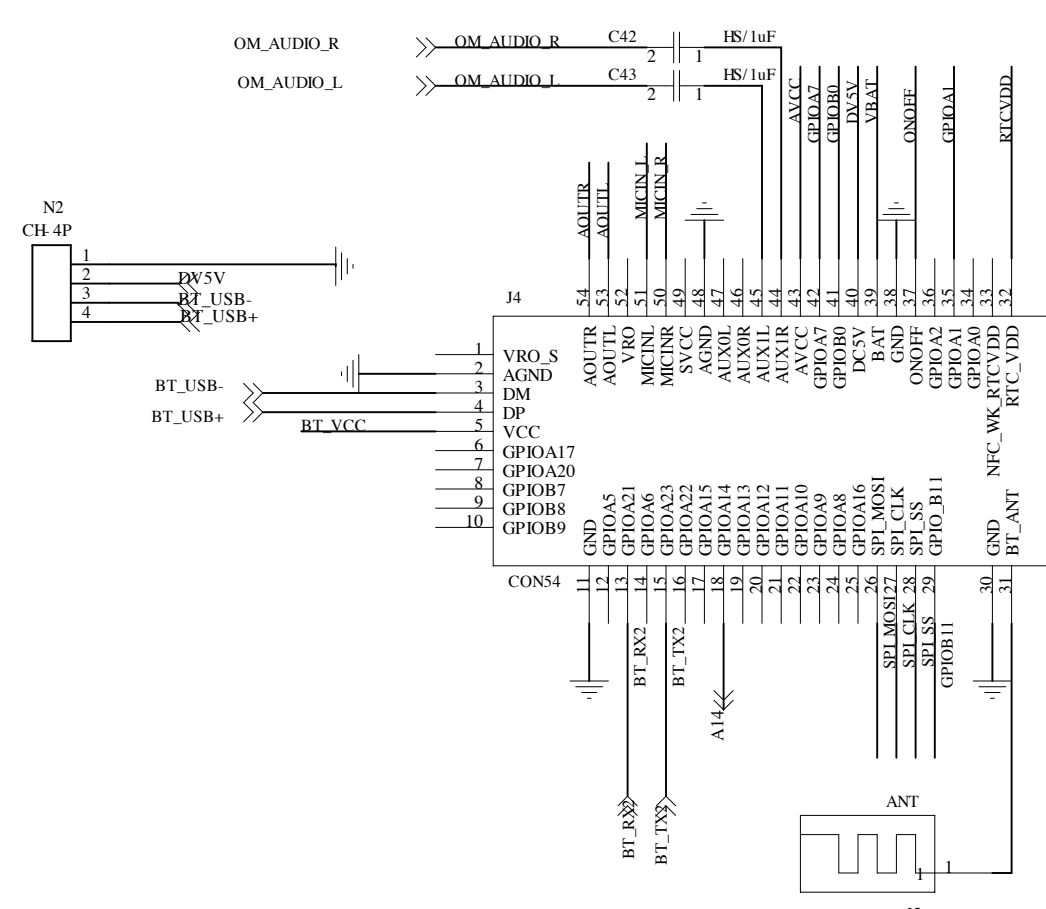 OM_AUDIO_R
OM_AUDIO_R
C42
2
1
HS/1uF
OM_AUDIO_L
OM_AUDIO_L
C43
2
1
HS/1uF
N2
CH-4P
1
2
3
4
DV5V
BT_USB-
BT_USB+
AOUTR
AOUTL
MICIN_L
MICIN_R
AVCC
GPIOA7
GPIOB0
DV5V
VBAT
ONOFF
GPIOA1
RTCVDD
J4
54
53
52
51
50
49
48
47
46
45
44
43
42
41
40
39
38
37
36
35
34
33
32
AOUTR
AOUTL
VRO
MICINL
MICINR
SVCC
AGND
AUX0L
AUX0R
AUX1L
AUX1R
AVCC
GPIOA7
GPIOB0
DC5V
BAT
GND
ONOFF
GPIOA2
GPIOA1
GPIOA0
NFC_WK_RTCVDD
RTC_VDD
BT_USB-
BT_USB+
BT_VCC
1 VRO_S
2 AGND
3 DM
4 DP
5 VCC
6 GPIOA17
7 GPIOA20
8 GPIOB7
9 GPIOB8
10 GPIOB9
GND
GPIOA5
GPIOA21
GPIOA6
GPIOA23
GPIOA22
GPIOA15
GPIOA14
GPIOA13
GPIOA12
GPIOA11
GPIOA10
GPIOA9
GPIOA8
GPIOA16
SPI_MOSI
SPI_CLK
SPI_SS
GPIO_B11
GND
BT_ANT
CON54
11
12
13
14
15
16
17
18
19
20
21
22
23
24
25
26
27
28
29
30
31
BT_RX2
BT_TX2
A14
SPI_MOSI
SPI_CLK
SPI_SS
GPIOB11
BT_RX2
BT_TX2
ANT
1
1